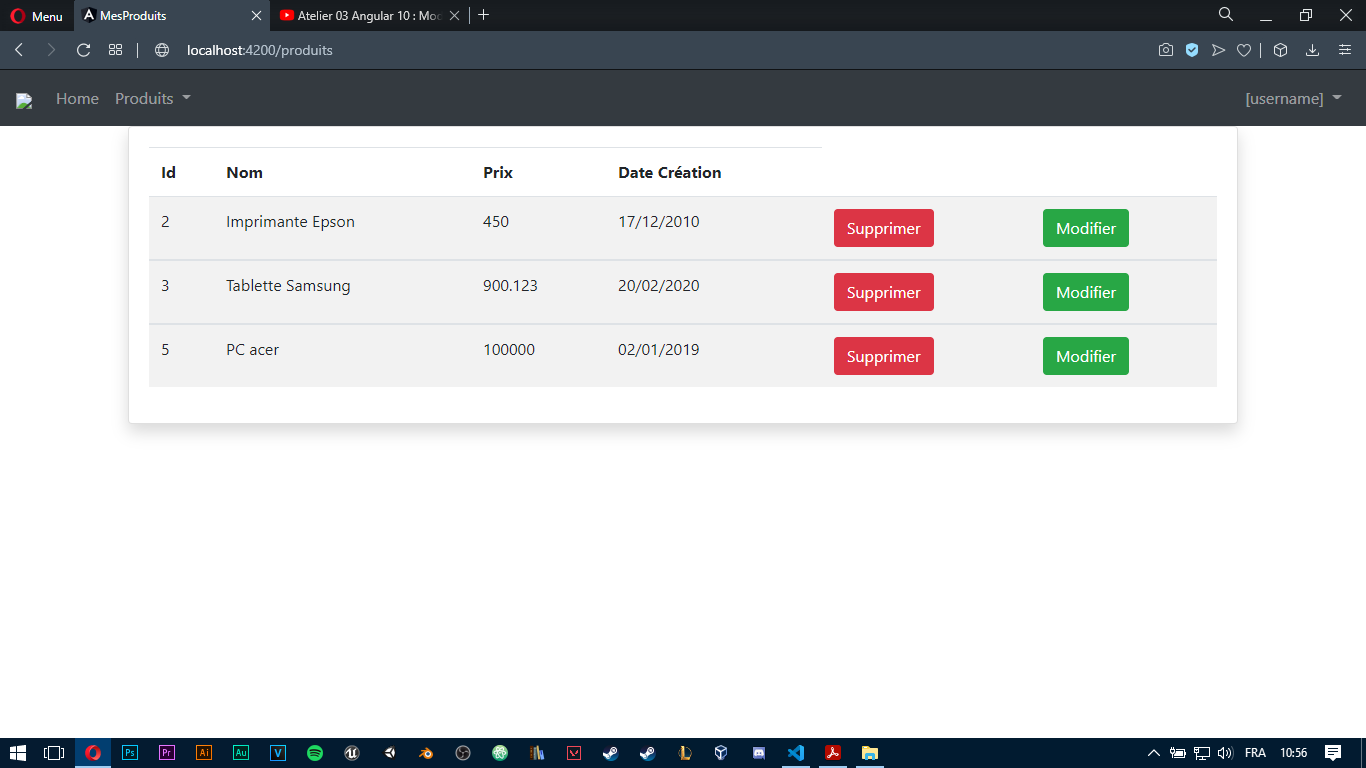 Menu MesProduits Atelier 03 Angular 10 : Moc
localhost:4200/produits
Home Produits [username]
Id Nom Prix Date Création
2 Imprimante Epson 450 17/12/2010 Supprimer Modifier
3 Tablette Samsung 900.123 20/02/2020 Supprimer Modifier
5 PC acer 100000 02/01/2019 Supprimer Modifier
Ps Pr Ai Au V FRA 10:56